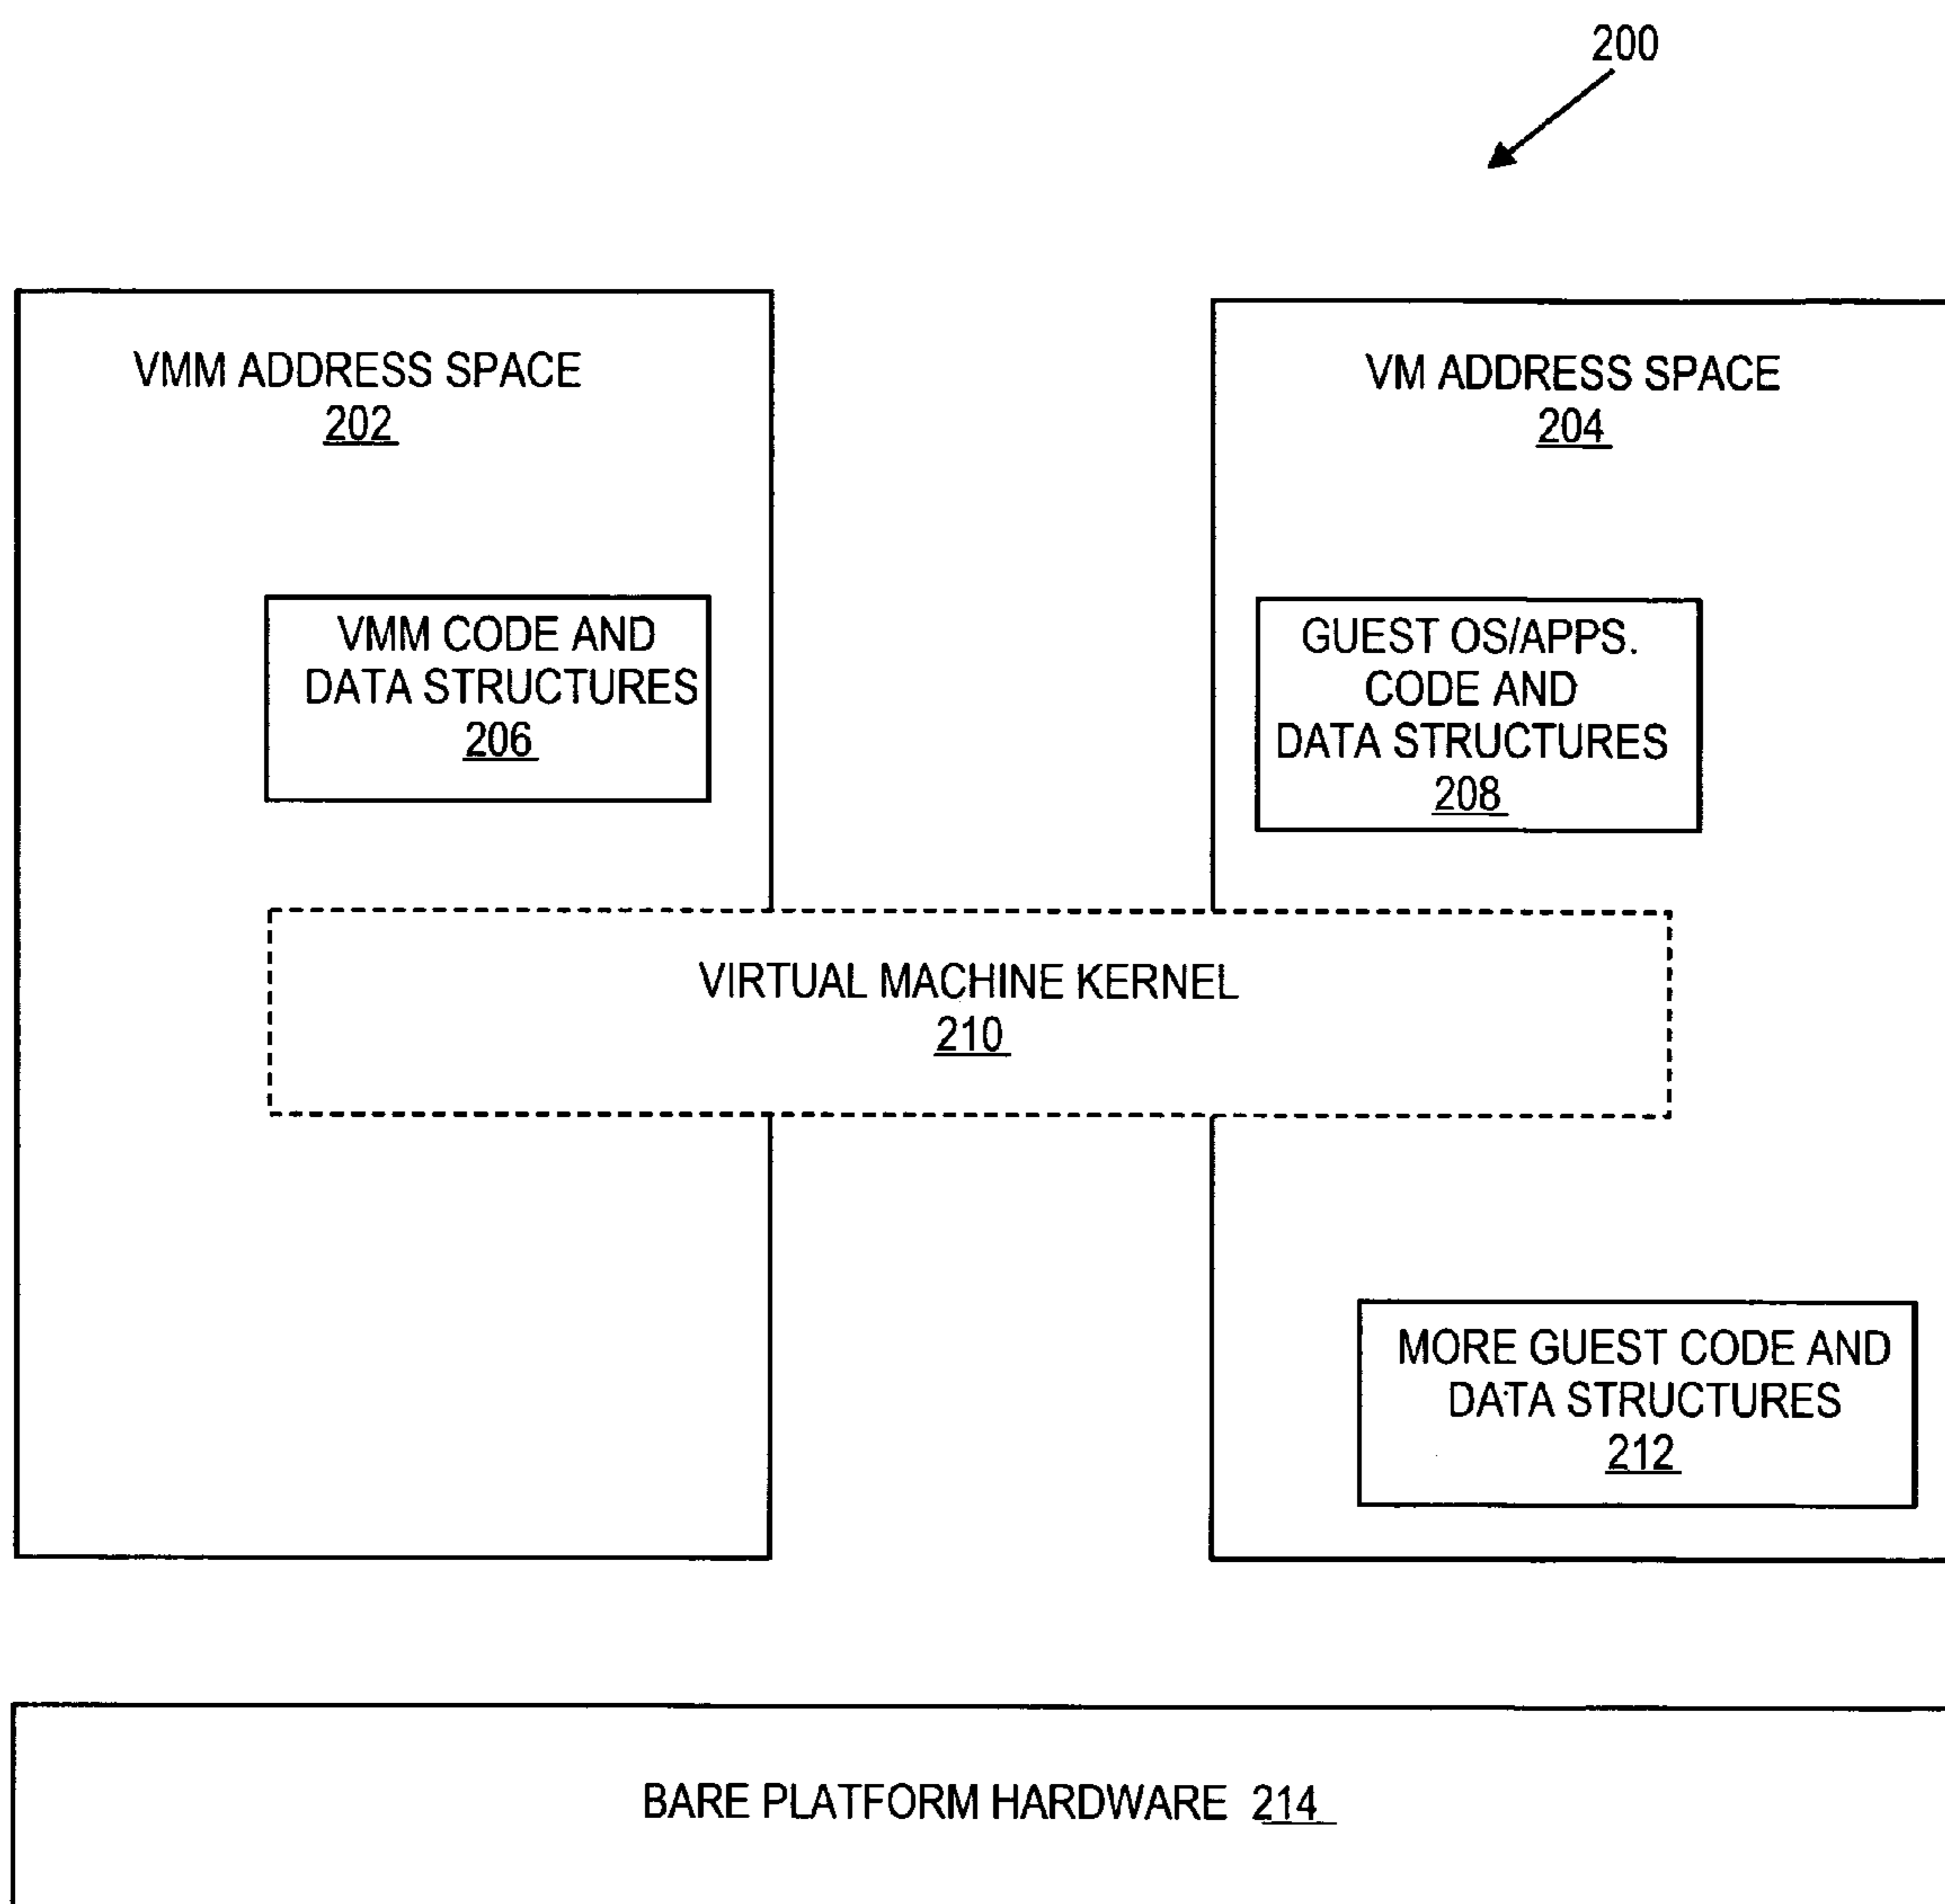 200
VMM ADDRESS SPACE
202
VM ADDRESS SPACE
204
VMM CODE AND
DATA STRUCTURES
206
GUEST OS/APPS.
CODE AND
DATA STRUCTURES
208
VIRTUAL MACHINE KERNEL
210
MORE GUEST CODE AND
DATA STRUCTURES
212
BARE PLATFORM HARDWARE 214